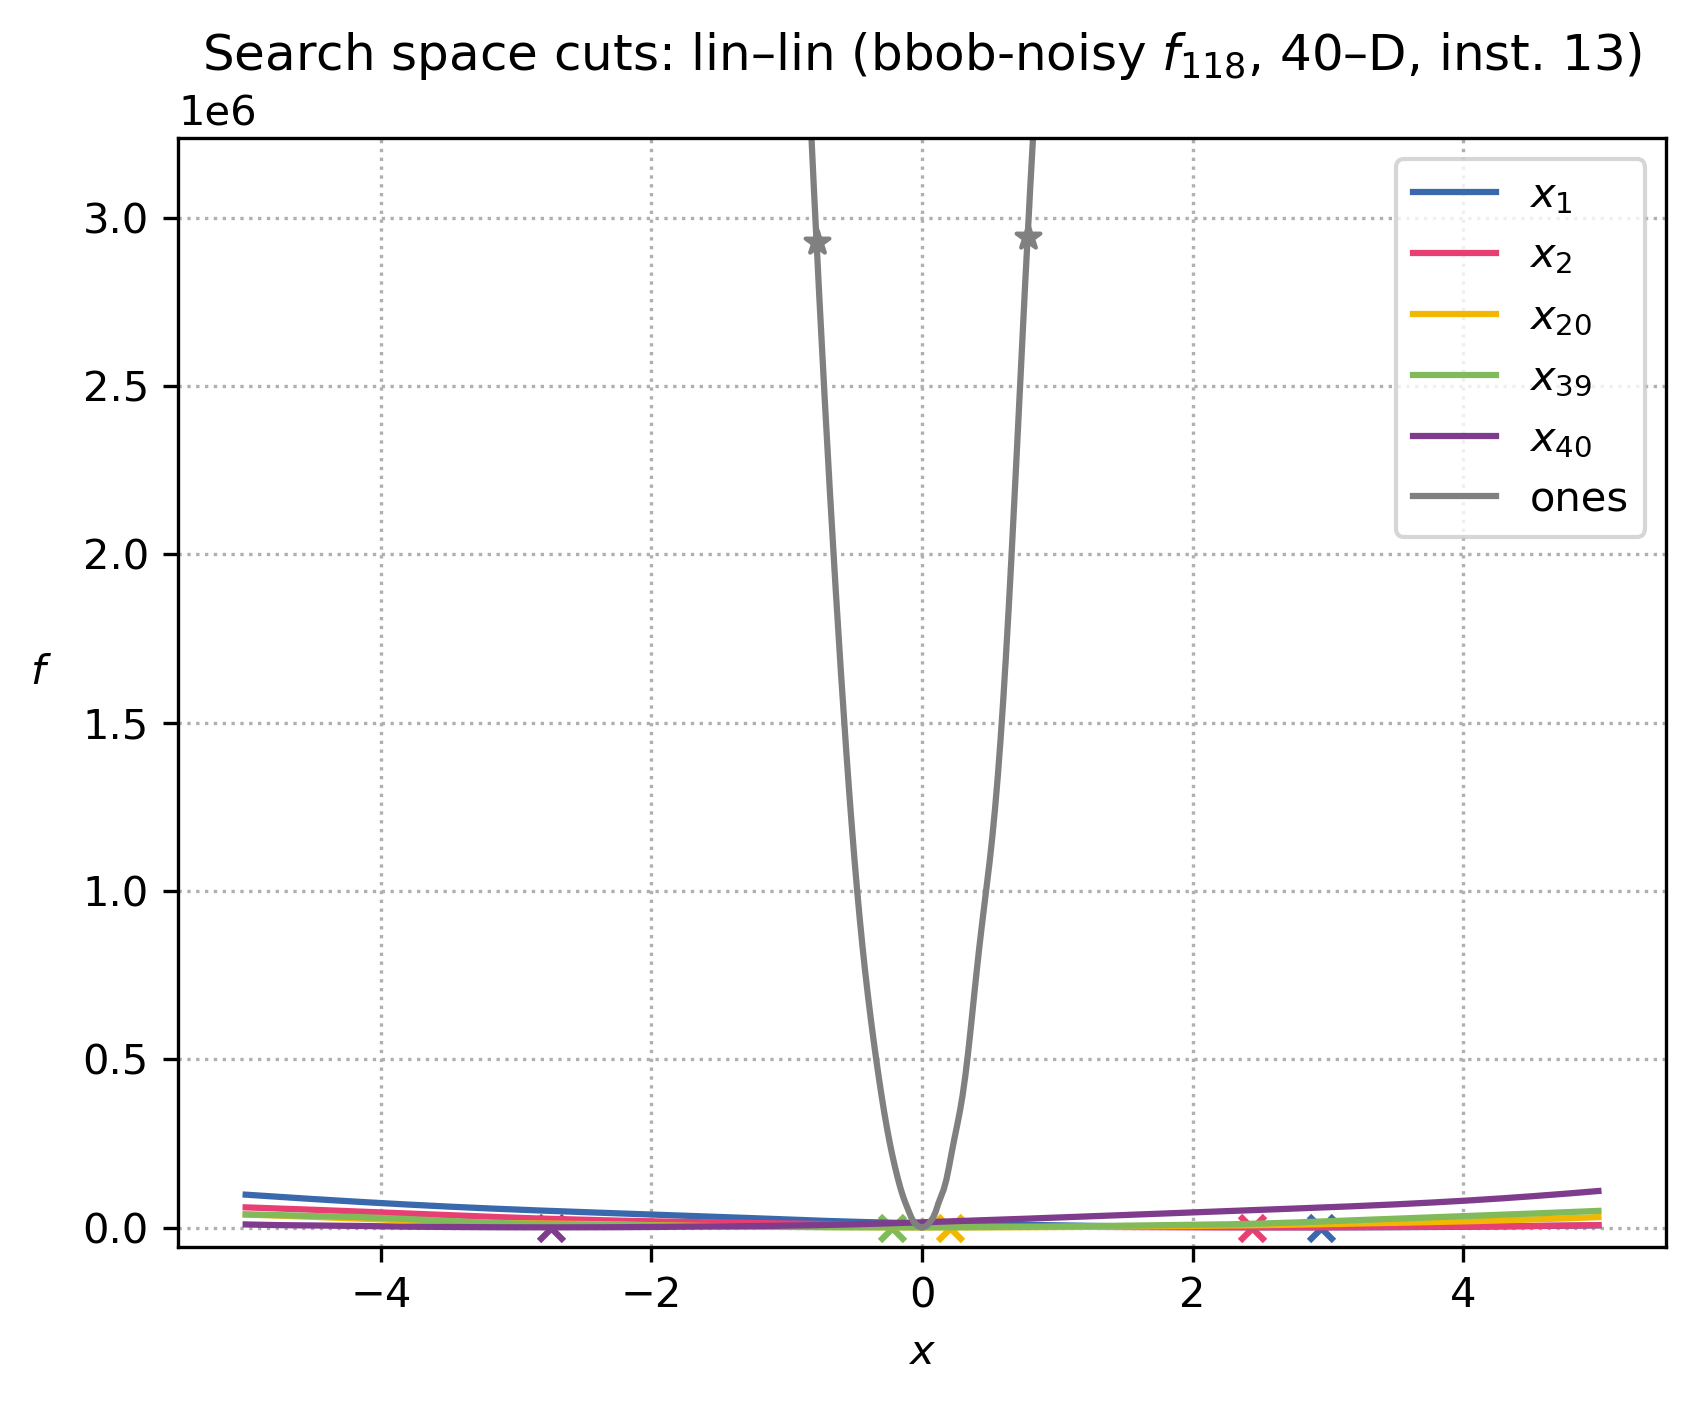 Search space cuts: lin–lin (bbob-noisy f₁₁₈, 40–D, inst. 13)
1e6
3.0
2.5
2.0
1.5
1.0
0.5
0.0
f
−4
−2
0
2
4
x
x₁
x₂
x₂₀
x₃₉
x₄₀
ones